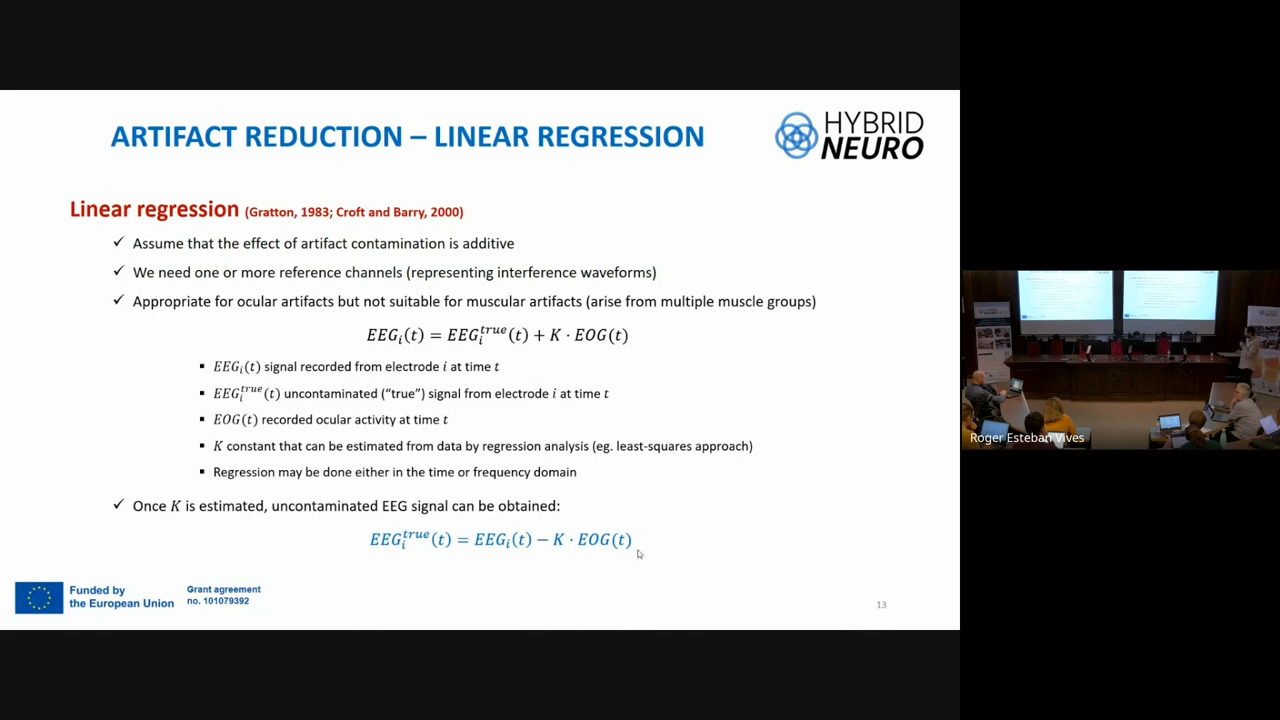 ARTIFACT REDUCTION – LINEAR REGRESSION
HYBRID
NEURO
Linear regression (Gratton, 1983; Croft and Barry, 2000)
✓ Assume that the effect of artifact contamination is additive
✓ We need one or more reference channels (representing interference waveforms)
✓ Appropriate for ocular artifacts but not suitable for muscular artifacts (arise from multiple muscle groups)
$EEG_i(t) = EEG_i^{true}(t) + K \cdot EOG(t)$
▪ $EEG_i(t)$ signal recorded from electrode $i$ at time $t$
▪ $EEG_i^{true}(t)$ uncontaminated (“true”) signal from electrode $i$ at time $t$
▪ $EOG(t)$ recorded ocular activity at time $t$
▪ $K$ constant that can be estimated from data by regression analysis (eg. least-squares approach)
▪ Regression may be done either in the time or frequency domain
✓ Once $K$ is estimated, uncontaminated EEG signal can be obtained:
$EEG_i^{true}(t) = EEG_i(t) - K \cdot EOG(t)$
Funded by
the European Union
Grant agreement
no. 101079392
13
Roger Esteban Vives